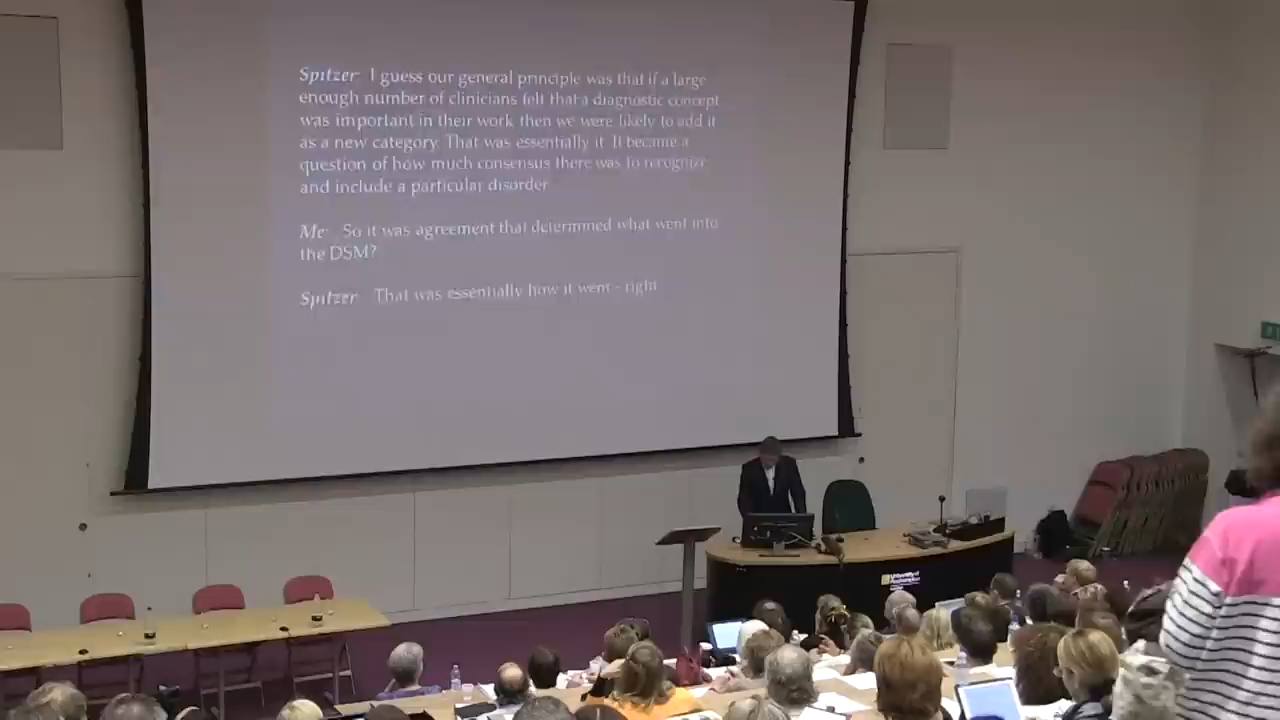 Spitzer: I guess our general principle was that if a large
enough number of clinicians felt that a diagnostic concept
was important in their work then we were likely to add it
as a new category. That was essentially it. It became a
question of how much consensus there was to recognize
and include a particular disorder
Me: So it was agreement that determined what went into
the DSM?
Spitzer: That was essentially how it went - right
University of